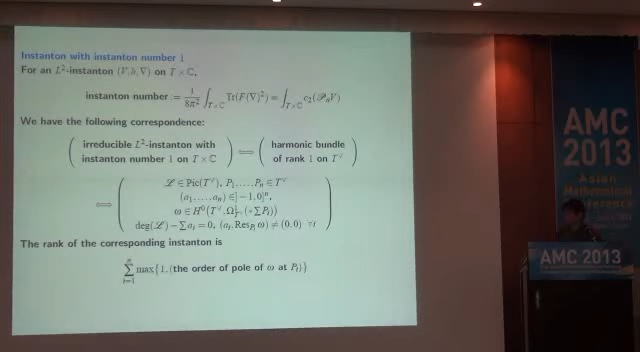 Instanton with instanton number 1
For an L²-instanton (V, h, ∇) on T × ℂ,
instanton number := 1/8π² ∫_{T×ℂ} Tr(F(∇)²) = ∫_{T×ℂ} c₂(𝒫ₐV)
We have the following correspondence:
( irreducible L²-instanton with instanton number 1 on T × ℂ ) ⟺ ( harmonic bundle of rank 1 on T^∨ )
⟺ ( ℒ ∈ Pic(T^∨), P₁, …, Pₙ ∈ T^∨
(a₁, …, aₙ) ∈ ]−1, 0]ⁿ,
ω ∈ H⁰(T^∨, Ω¹_{T^∨}(∗ΣPᵢ))
deg(ℒ) − Σaᵢ = 0, (aᵢ, Res_{Pᵢ} ω) ≠ (0, 0) ∀i )
The rank of the corresponding instanton is
Σ_{i=1}^{n} max{1, (the order of pole of ω at Pᵢ)}
AMC
2013
Asian
Mathematical
Conference
AMC 2013